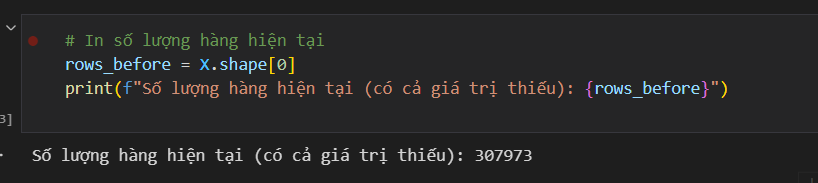 # In số lượng hàng hiện tại
rows_before = X.shape[0]
print(f"Số lượng hàng hiện tại (có cả giá trị thiếu): {rows_before}")
3]
Số lượng hàng hiện tại (có cả giá trị thiếu): 307973